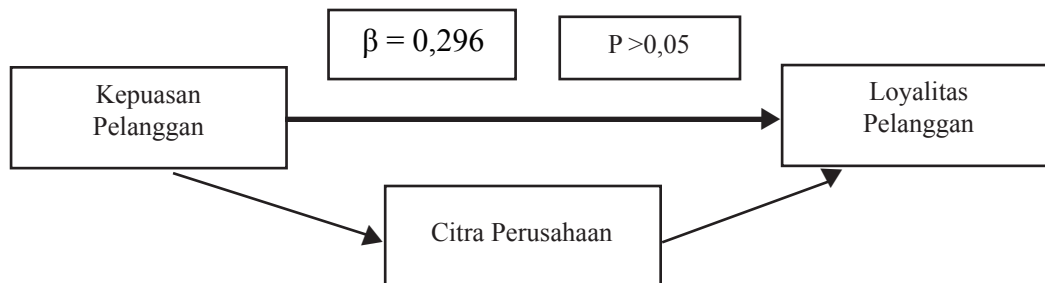 β = 0,296
P >0,05
Kepuasan
Pelanggan
Loyalitas
Pelanggan
Citra Perusahaan